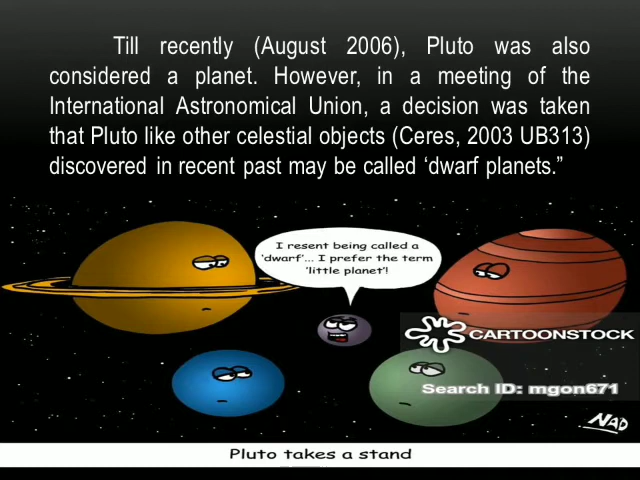 Till recently (August 2006), Pluto was also
considered a planet. However, in a meeting of the
International Astronomical Union, a decision was taken
that Pluto like other celestial objects (Ceres, 2003 UB313)
discovered in recent past may be called ‘dwarf planets.”
I resent being called a
‘dwarf’... I prefer the term
‘little planet’!
CARTOONSTOCK
Search ID: mgon671
NAD
Pluto takes a stand